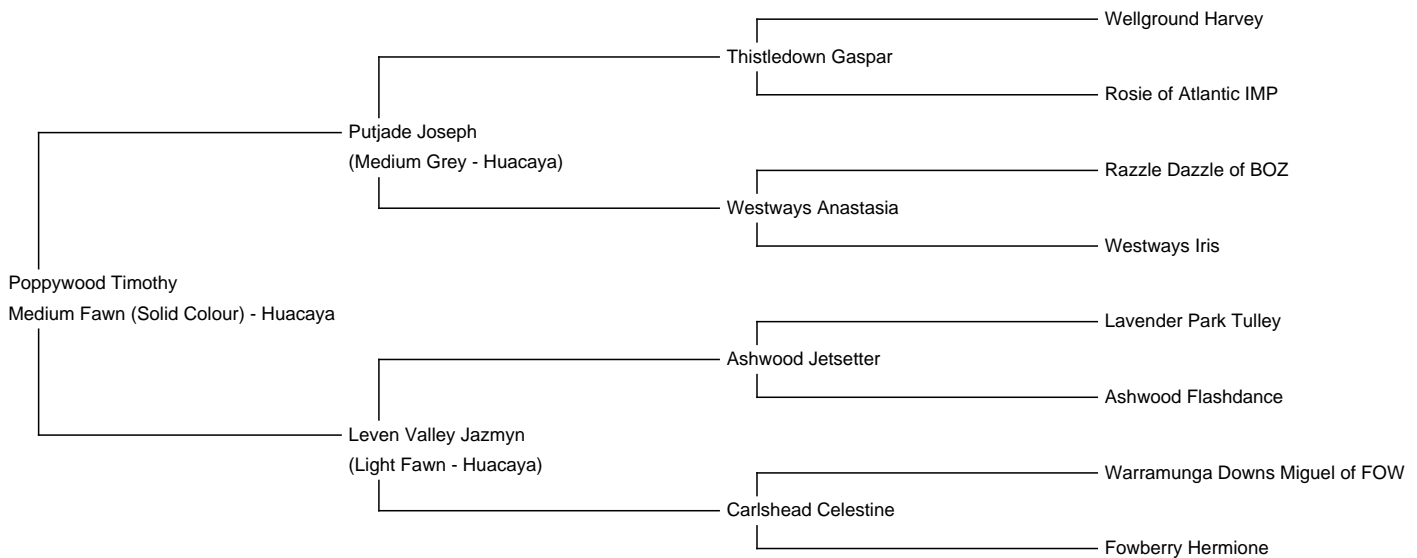 Wellground Harvey
Thistledown Gaspar
Rosie of Atlantic IMP
Putjade Joseph
(Medium Grey - Huacaya)
Razzle Dazzle of BOZ
Westways Anastasia
Westways Iris
Poppywood Timothy
Medium Fawn (Solid Colour) - Huacaya
Lavender Park Tulley
Ashwood Jetsetter
Ashwood Flashdance
Leven Valley Jazmyn
(Light Fawn - Huacaya)
Warramunga Downs Miguel of FOW
Carlshead Celestine
Fowberry Hermione